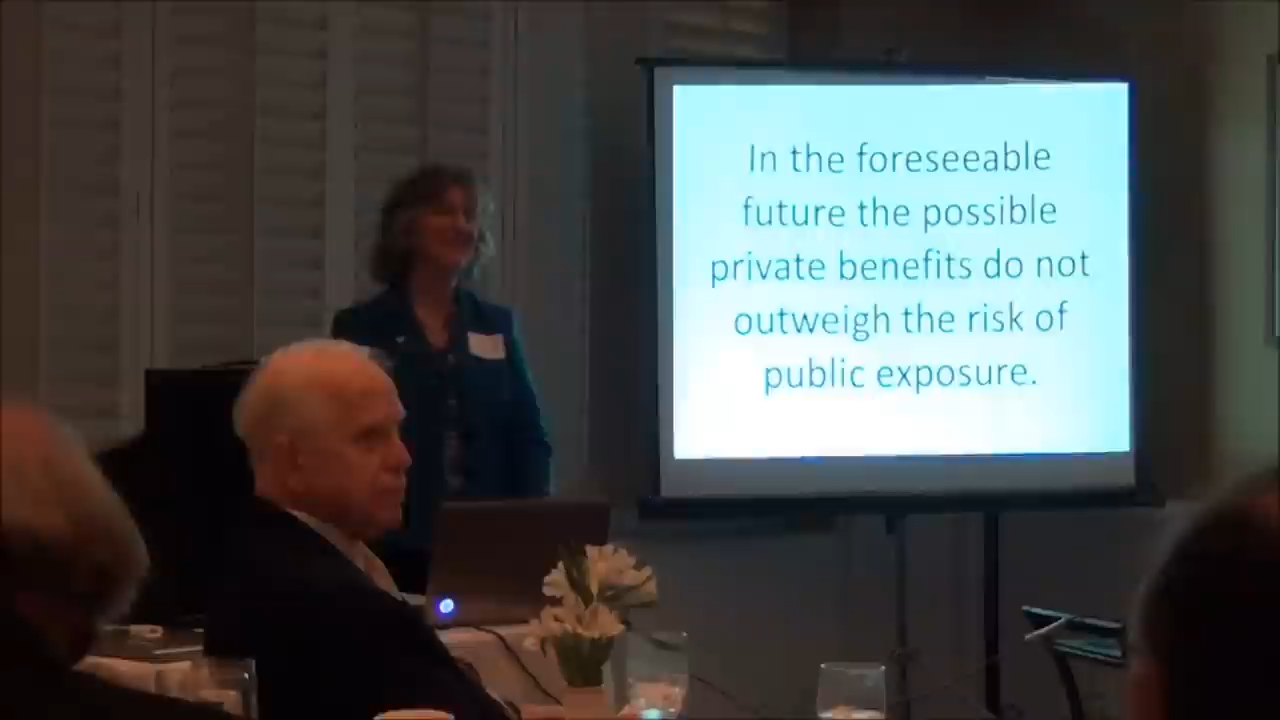 In the foreseeable
future the possible
private benefits do not
outweigh the risk of
public exposure.